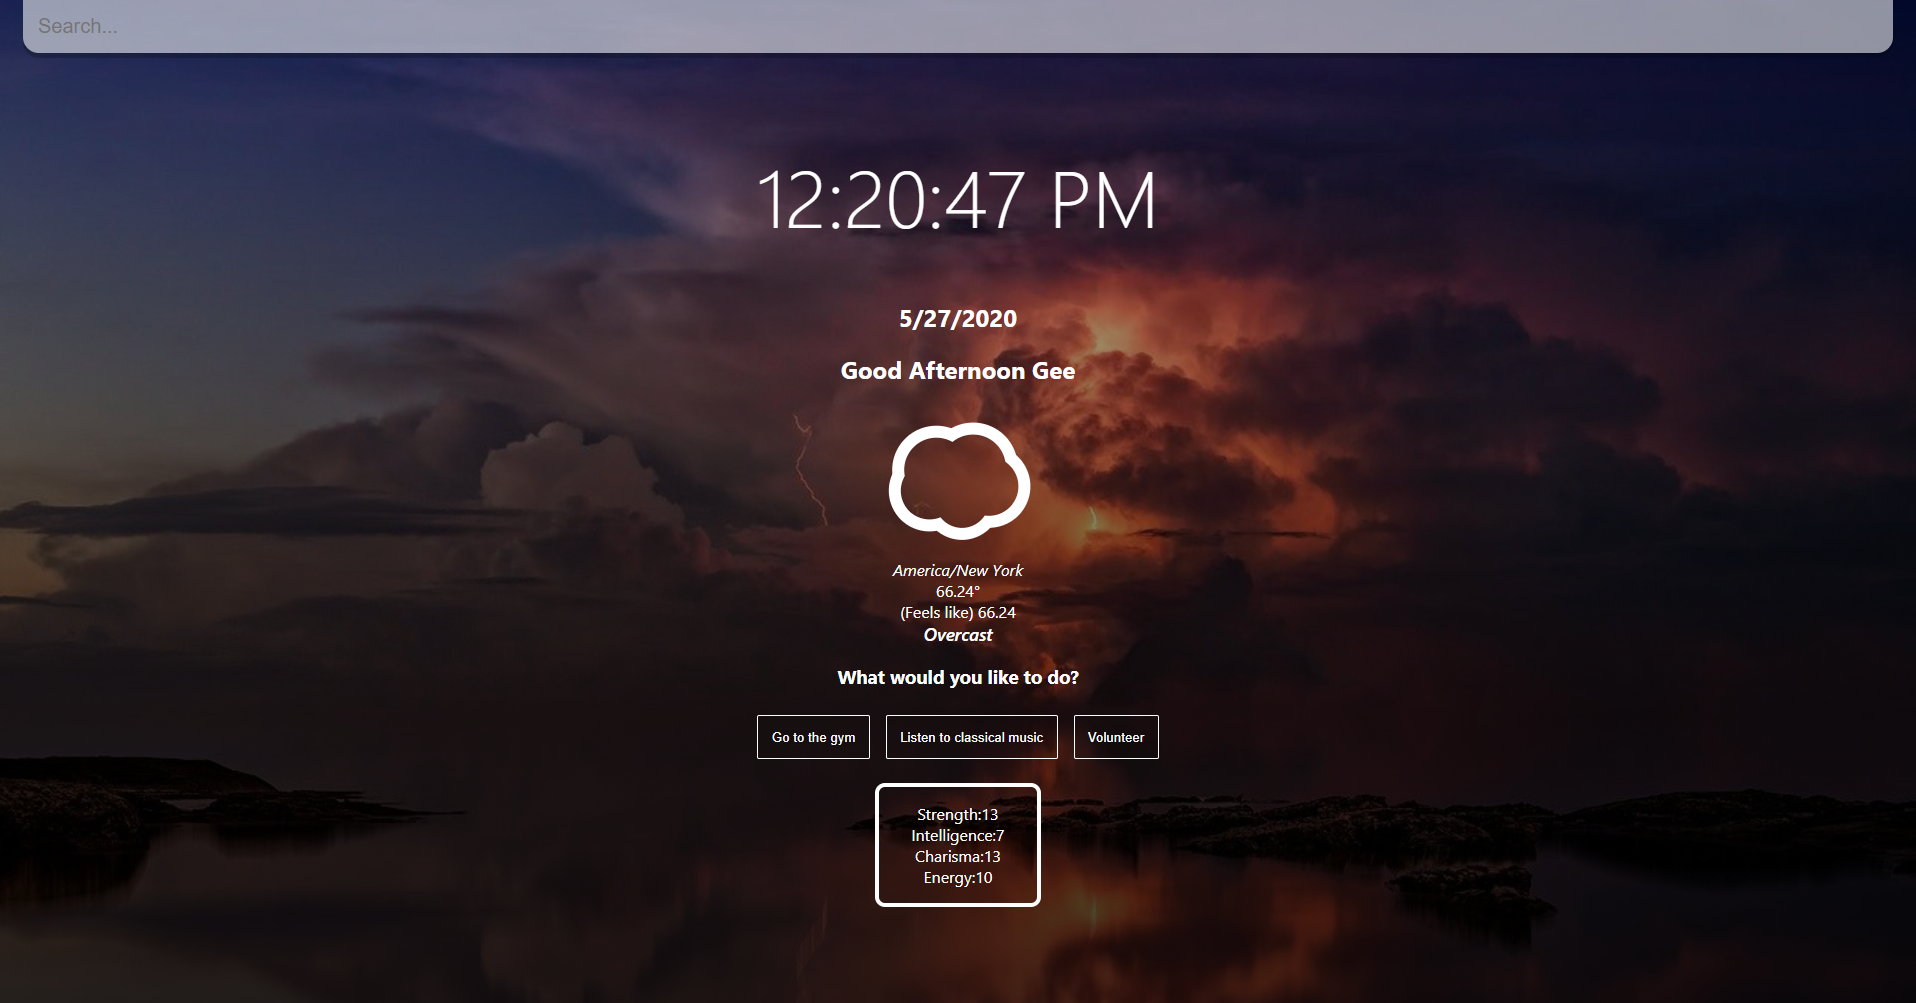 Search...
12:20:47 PM
5/27/2020
Good Afternoon Gee
America/New York
66.24°
(Feels like) 66.24
Overcast
What would you like to do?
Go to the gym Listen to classical music Volunteer
Strength:13
Intelligence:7
Charisma:13
Energy:10